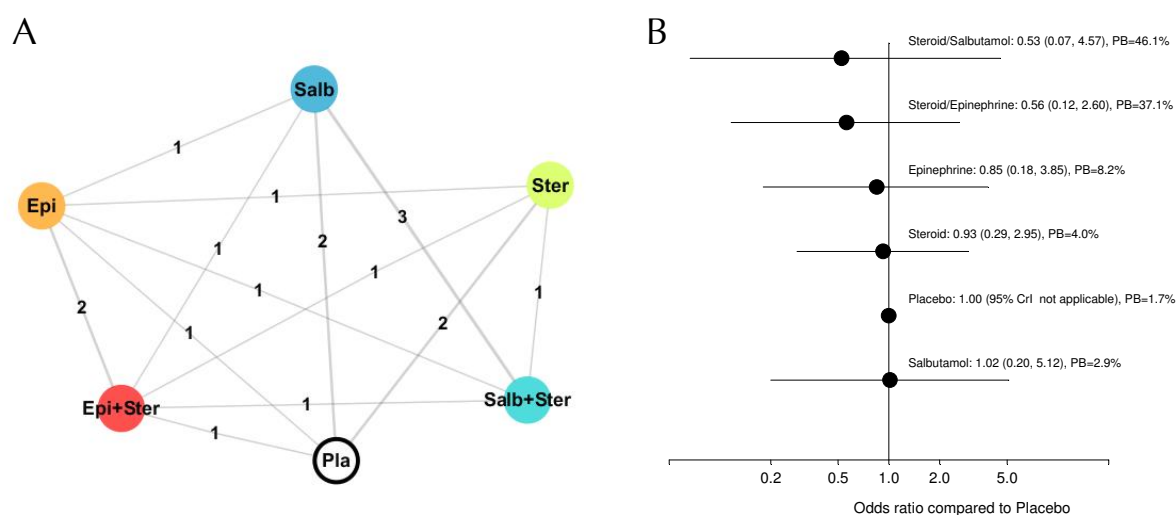 A
B
Salb
Ster
Epi
Epi+Ster
Salb+Ster
Pla
1
1
3
1
2
1
1
1
2
1
2
1
1
1
Steroid/Salbutamol: 0.53 (0.07, 4.57), PB=46.1%
Steroid/Epinephrine: 0.56 (0.12, 2.60), PB=37.1%
Epinephrine: 0.85 (0.18, 3.85), PB=8.2%
Steroid: 0.93 (0.29, 2.95), PB=4.0%
Placebo: 1.00 (95% CrI not applicable), PB=1.7%
Salbutamol: 1.02 (0.20, 5.12), PB=2.9%
0.2 0.5 1.0 2.0 5.0
Odds ratio compared to Placebo